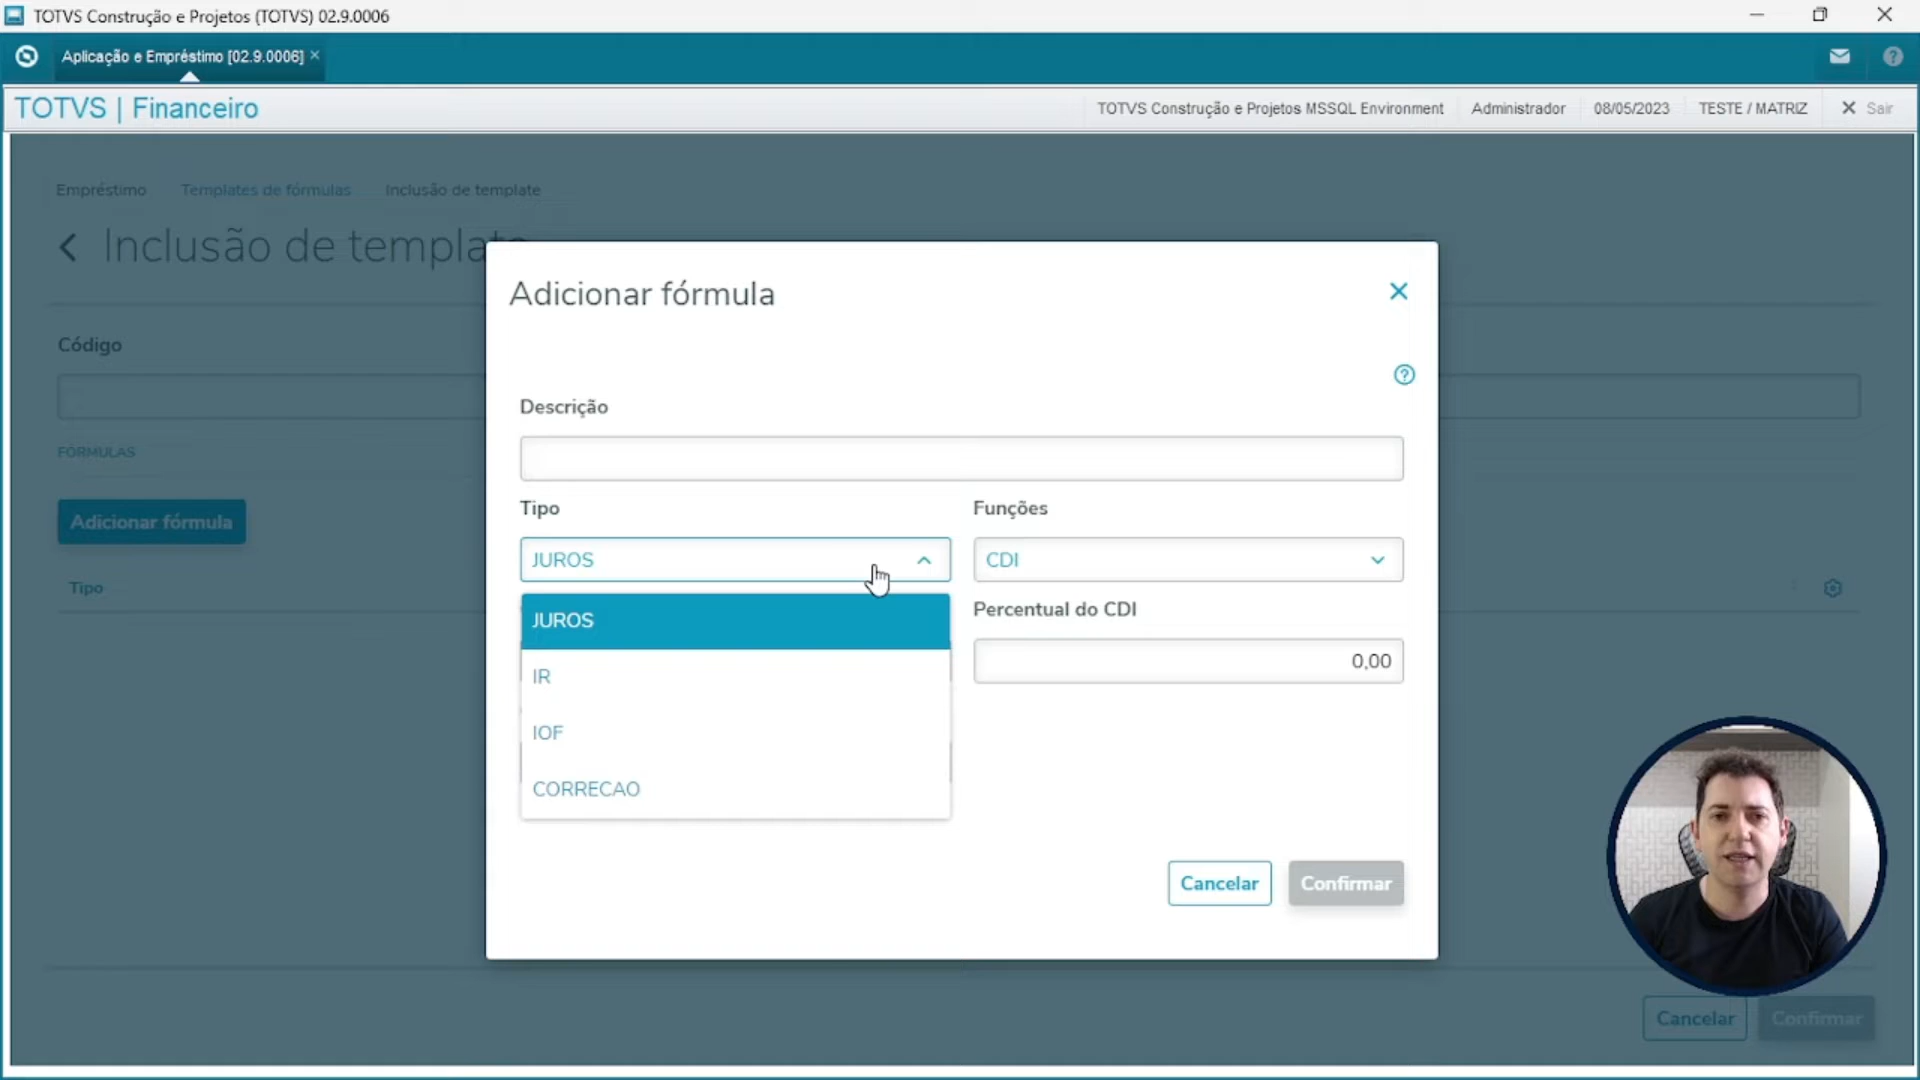 TOTVS Construção e Projetos (TOTVS) 02.9.0006
Aplicação e Empréstimo [02.9.0006]
TOTVS | Financeiro
TOTVS Construção e Projetos MSSQL Environment
Administrador
08/05/2023
TESTE / MATRIZ
Sair
Empréstimo
Templates de fórmulas
Inclusão de template
Inclusão de template
Código
FÓRMULAS
Adicionar fórmula
Tipo
Adicionar fórmula
Descrição
Tipo
Funções
JUROS
CDI
JUROS
Percentual do CDI
0,00
IR
IOF
CORRECAO
Cancelar
Confirmar
Cancelar
Confirmar